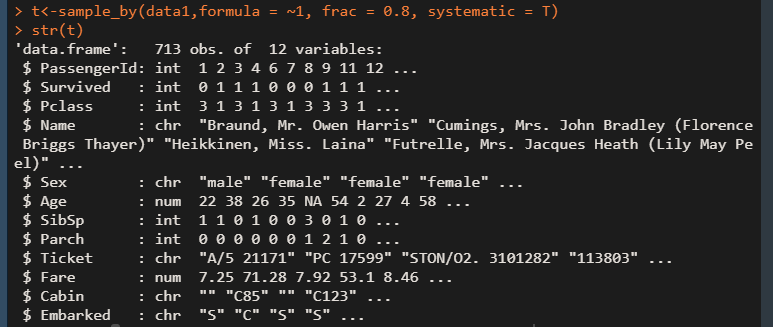 > t<-sample_by(data1,formula = ~1, frac = 0.8, systematic = T)
> str(t)
'data.frame':   713 obs. of  12 variables:
 $ PassengerId: int  1 2 3 4 6 7 8 9 11 12 ...
 $ Survived   : int  0 1 1 1 0 0 0 1 1 1 ...
 $ Pclass     : int  3 1 3 1 3 1 3 3 3 1 ...
 $ Name       : chr  "Braund, Mr. Owen Harris" "Cumings, Mrs. John Bradley (Florence
 Briggs Thayer)" "Heikkinen, Miss. Laina" "Futrelle, Mrs. Jacques Heath (Lily May Pe
el)" ...
 $ Sex        : chr  "male" "female" "female" "female" ...
 $ Age        : num  22 38 26 35 NA 54 2 27 4 58 ...
 $ SibSp      : int  1 1 0 1 0 0 3 0 1 0 ...
 $ Parch      : int  0 0 0 0 0 0 1 2 1 0 ...
 $ Ticket     : chr  "A/5 21171" "PC 17599" "STON/O2. 3101282" "113803" ...
 $ Fare       : num  7.25 71.28 7.92 53.1 8.46 ...
 $ Cabin      : chr  "" "C85" "" "C123" ...
 $ Embarked   : chr  "S" "C" "S" "S" ...